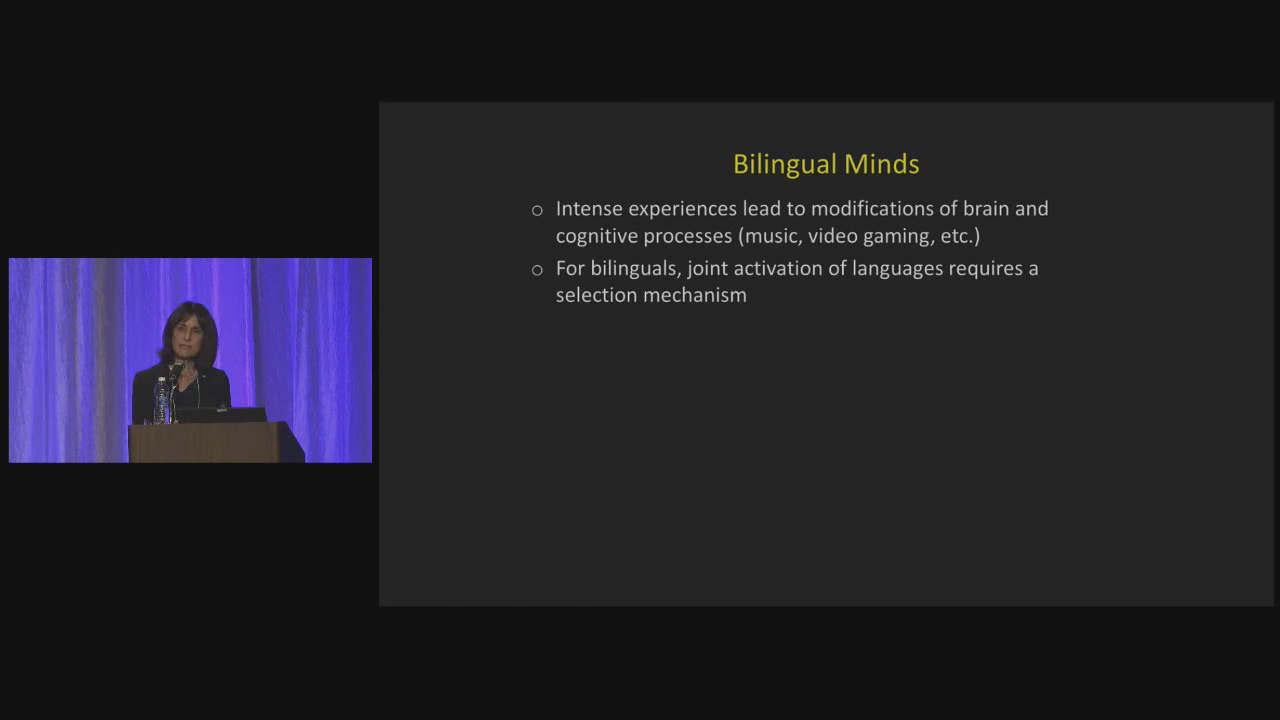 Bilingual Minds
○ Intense experiences lead to modifications of brain and
cognitive processes (music, video gaming, etc.)
○ For bilinguals, joint activation of languages requires a
selection mechanism